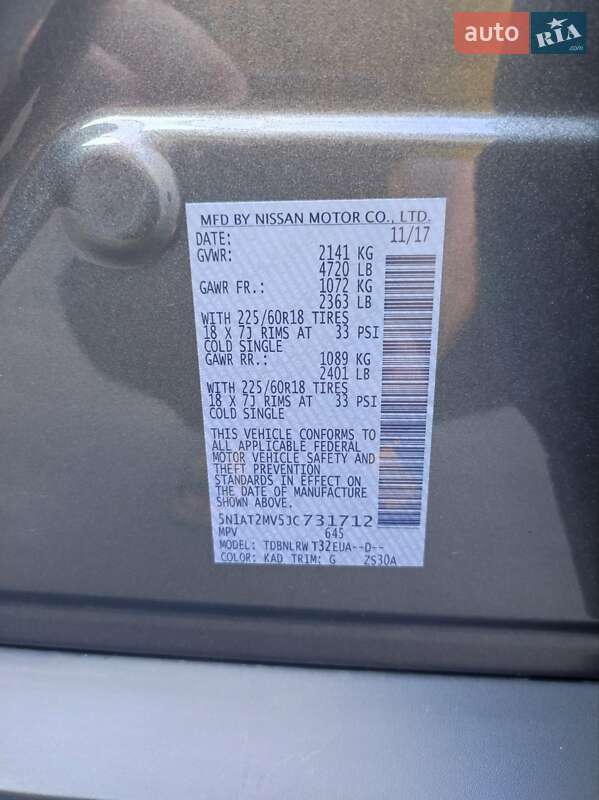 auto RIA.com
MFD BY NISSAN MOTOR CO., LTD.
DATE: 11/17
GVWR: 2141 KG
4720 LB
GAWR FR.: 1072 KG
2363 LB
WITH 225/60R18 TIRES
18 X 7J RIMS AT 33 PSI
COLD SINGLE
GAWR RR.: 1089 KG
2401 LB
WITH 225/60R18 TIRES
18 X 7J RIMS AT 33 PSI
COLD SINGLE
THIS VEHICLE CONFORMS TO
ALL APPLICABLE FEDERAL
MOTOR VEHICLE SAFETY AND
THEFT PREVENTION
STANDARDS IN EFFECT ON
THE DATE OF MANUFACTURE
SHOWN ABOVE.
5N1AT2MV5JC731712
MPV 645
MODEL: TDBNLRW T32EUA--D--
COLOR: KAD TRIM: G ZS30A